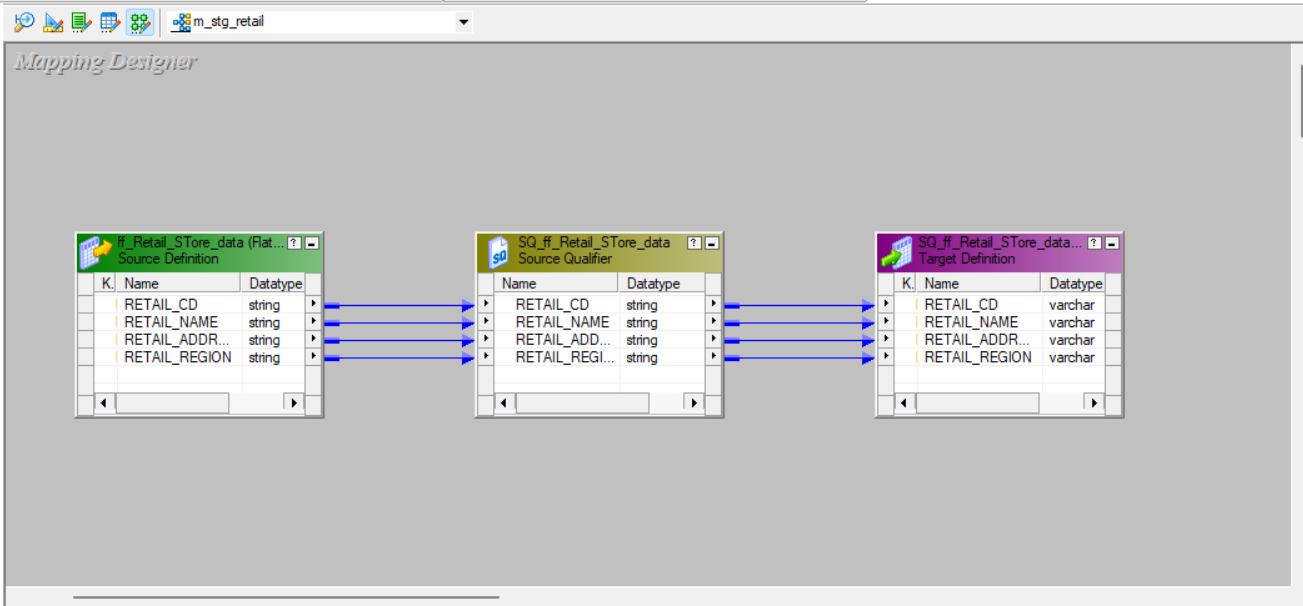 m_stg_retail
Mapping Designer
ff_Retail_STore_data (Flat... ?
Source Definition
K. Name Datatype
RETAIL_CD string
RETAIL_NAME string
RETAIL_ADDR... string
RETAIL_REGION string
SQ_ff_Retail_STore_data ?
SQ
Source Qualifier
Name Datatype
RETAIL_CD string
RETAIL_NAME string
RETAIL_ADD... string
RETAIL_REGI... string
SQ_ff_Retail_STore_data... ?
Target Definition
K. Name Datatype
RETAIL_CD varchar
RETAIL_NAME varchar
RETAIL_ADDR... varchar
RETAIL_REGION varchar